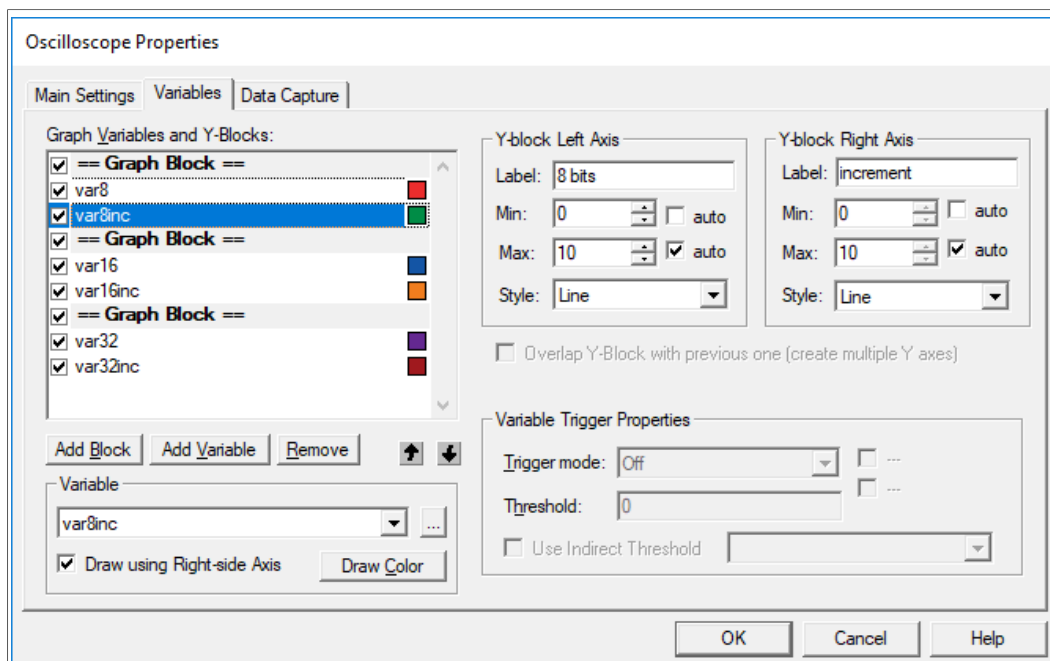 Oscilloscope Properties
Main Settings Variables Data Capture
Graph Variables and Y-Blocks:
== Graph Block ==
var8
var8inc
== Graph Block ==
var16
var16inc
== Graph Block ==
var32
var32inc
Add Block Add Variable Remove
Variable
var8inc ...
Draw using Right-side Axis Draw Color
Y-block Left Axis
Label: 8 bits
Min: 0 auto
Max: 10 auto
Style: Line
Y-block Right Axis
Label: increment
Min: 0 auto
Max: 10 auto
Style: Line
Overlap Y-Block with previous one (create multiple Y axes)
Variable Trigger Properties
Trigger mode: Off ---
Threshold: 0 ---
Use Indirect Threshold
OK Cancel Help